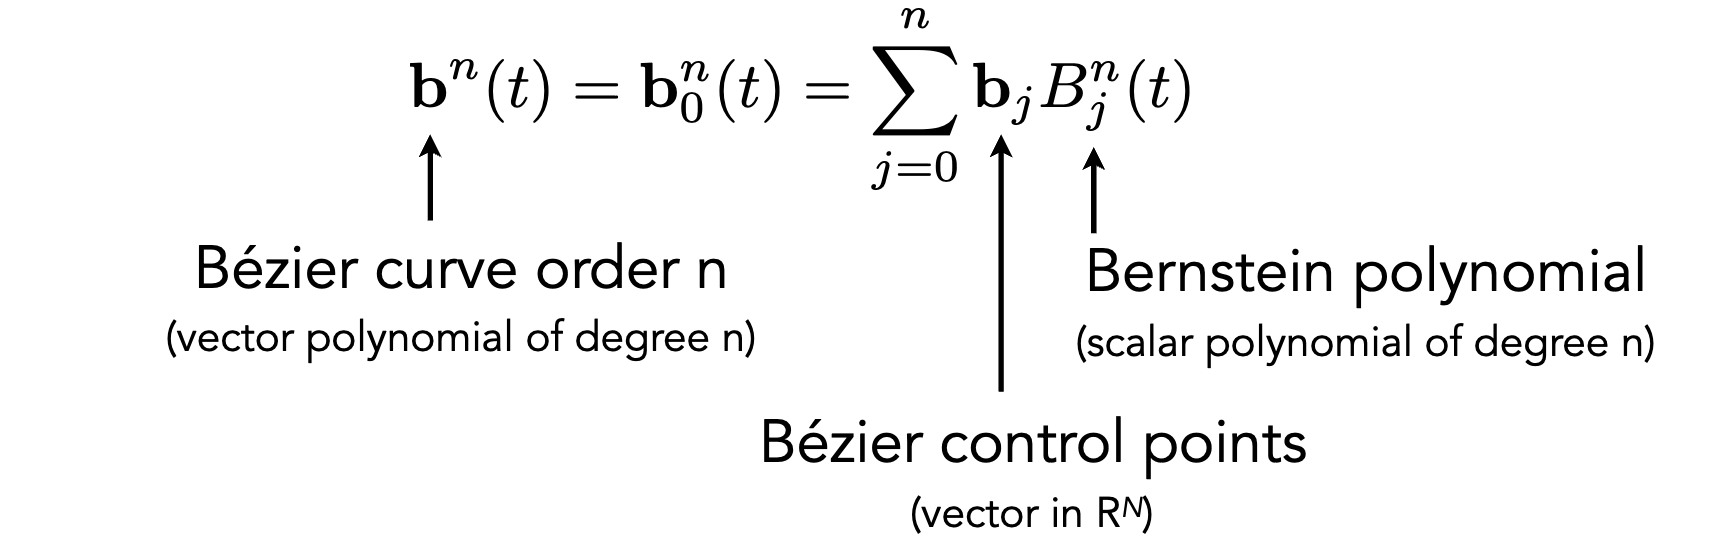 $\mathbf{b}^n(t) = \mathbf{b}_0^n(t) = \sum_{j=0}^{n} \mathbf{b}_j B_j^n(t)$
Bézier curve order n
(vector polynomial of degree n)
Bernstein polynomial
(scalar polynomial of degree n)
Bézier control points
(vector in R^N)